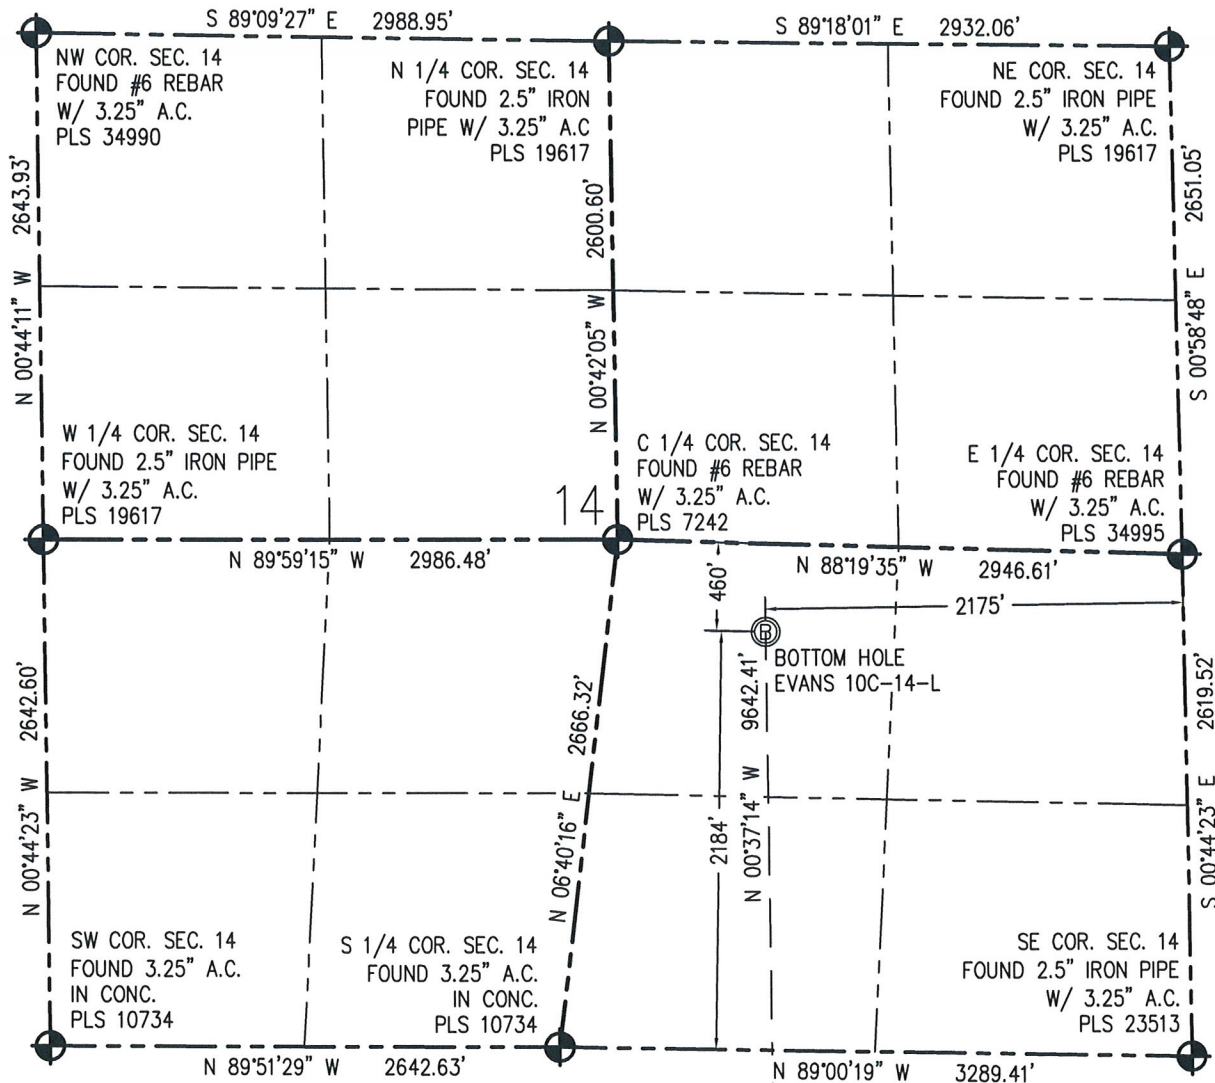 S 89°09'27" E 2988.95'
S 89°18'01" E 2932.06'
NW COR. SEC. 14
FOUND #6 REBAR
W/ 3.25" A.C.
PLS 34990
N 1/4 COR. SEC. 14
FOUND 2.5" IRON
PIPE W/ 3.25" A.C
PLS 19617
NE COR. SEC. 14
FOUND 2.5" IRON PIPE
W/ 3.25" A.C.
PLS 19617
N 00°44'11" W 2643.93'
N 00°42'05" W 2600.60'
S 00°58'48" E 2651.05'
W 1/4 COR. SEC. 14
FOUND 2.5" IRON PIPE
W/ 3.25" A.C.
PLS 19617
14
C 1/4 COR. SEC. 14
FOUND #6 REBAR
W/ 3.25" A.C.
PLS 7242
E 1/4 COR. SEC. 14
FOUND #6 REBAR
W/ 3.25" A.C.
PLS 34995
N 89°59'15" W 2986.48'
N 88°19'35" W 2946.61'
460'
2175'
B
BOTTOM HOLE
EVANS 10C-14-L
N 00°44'23" W 2642.60'
N 06°40'16" E 2666.32'
2184'
N 00°37'14" W 9642.41'
S 00°44'23" E 2619.52'
SW COR. SEC. 14
FOUND 3.25" A.C.
IN CONC.
PLS 10734
S 1/4 COR. SEC. 14
FOUND 3.25" A.C.
IN CONC.
PLS 10734
SE COR. SEC. 14
FOUND 2.5" IRON PIPE
W/ 3.25" A.C.
PLS 23513
N 89°51'29" W 2642.63'
N 89°00'19" W 3289.41'